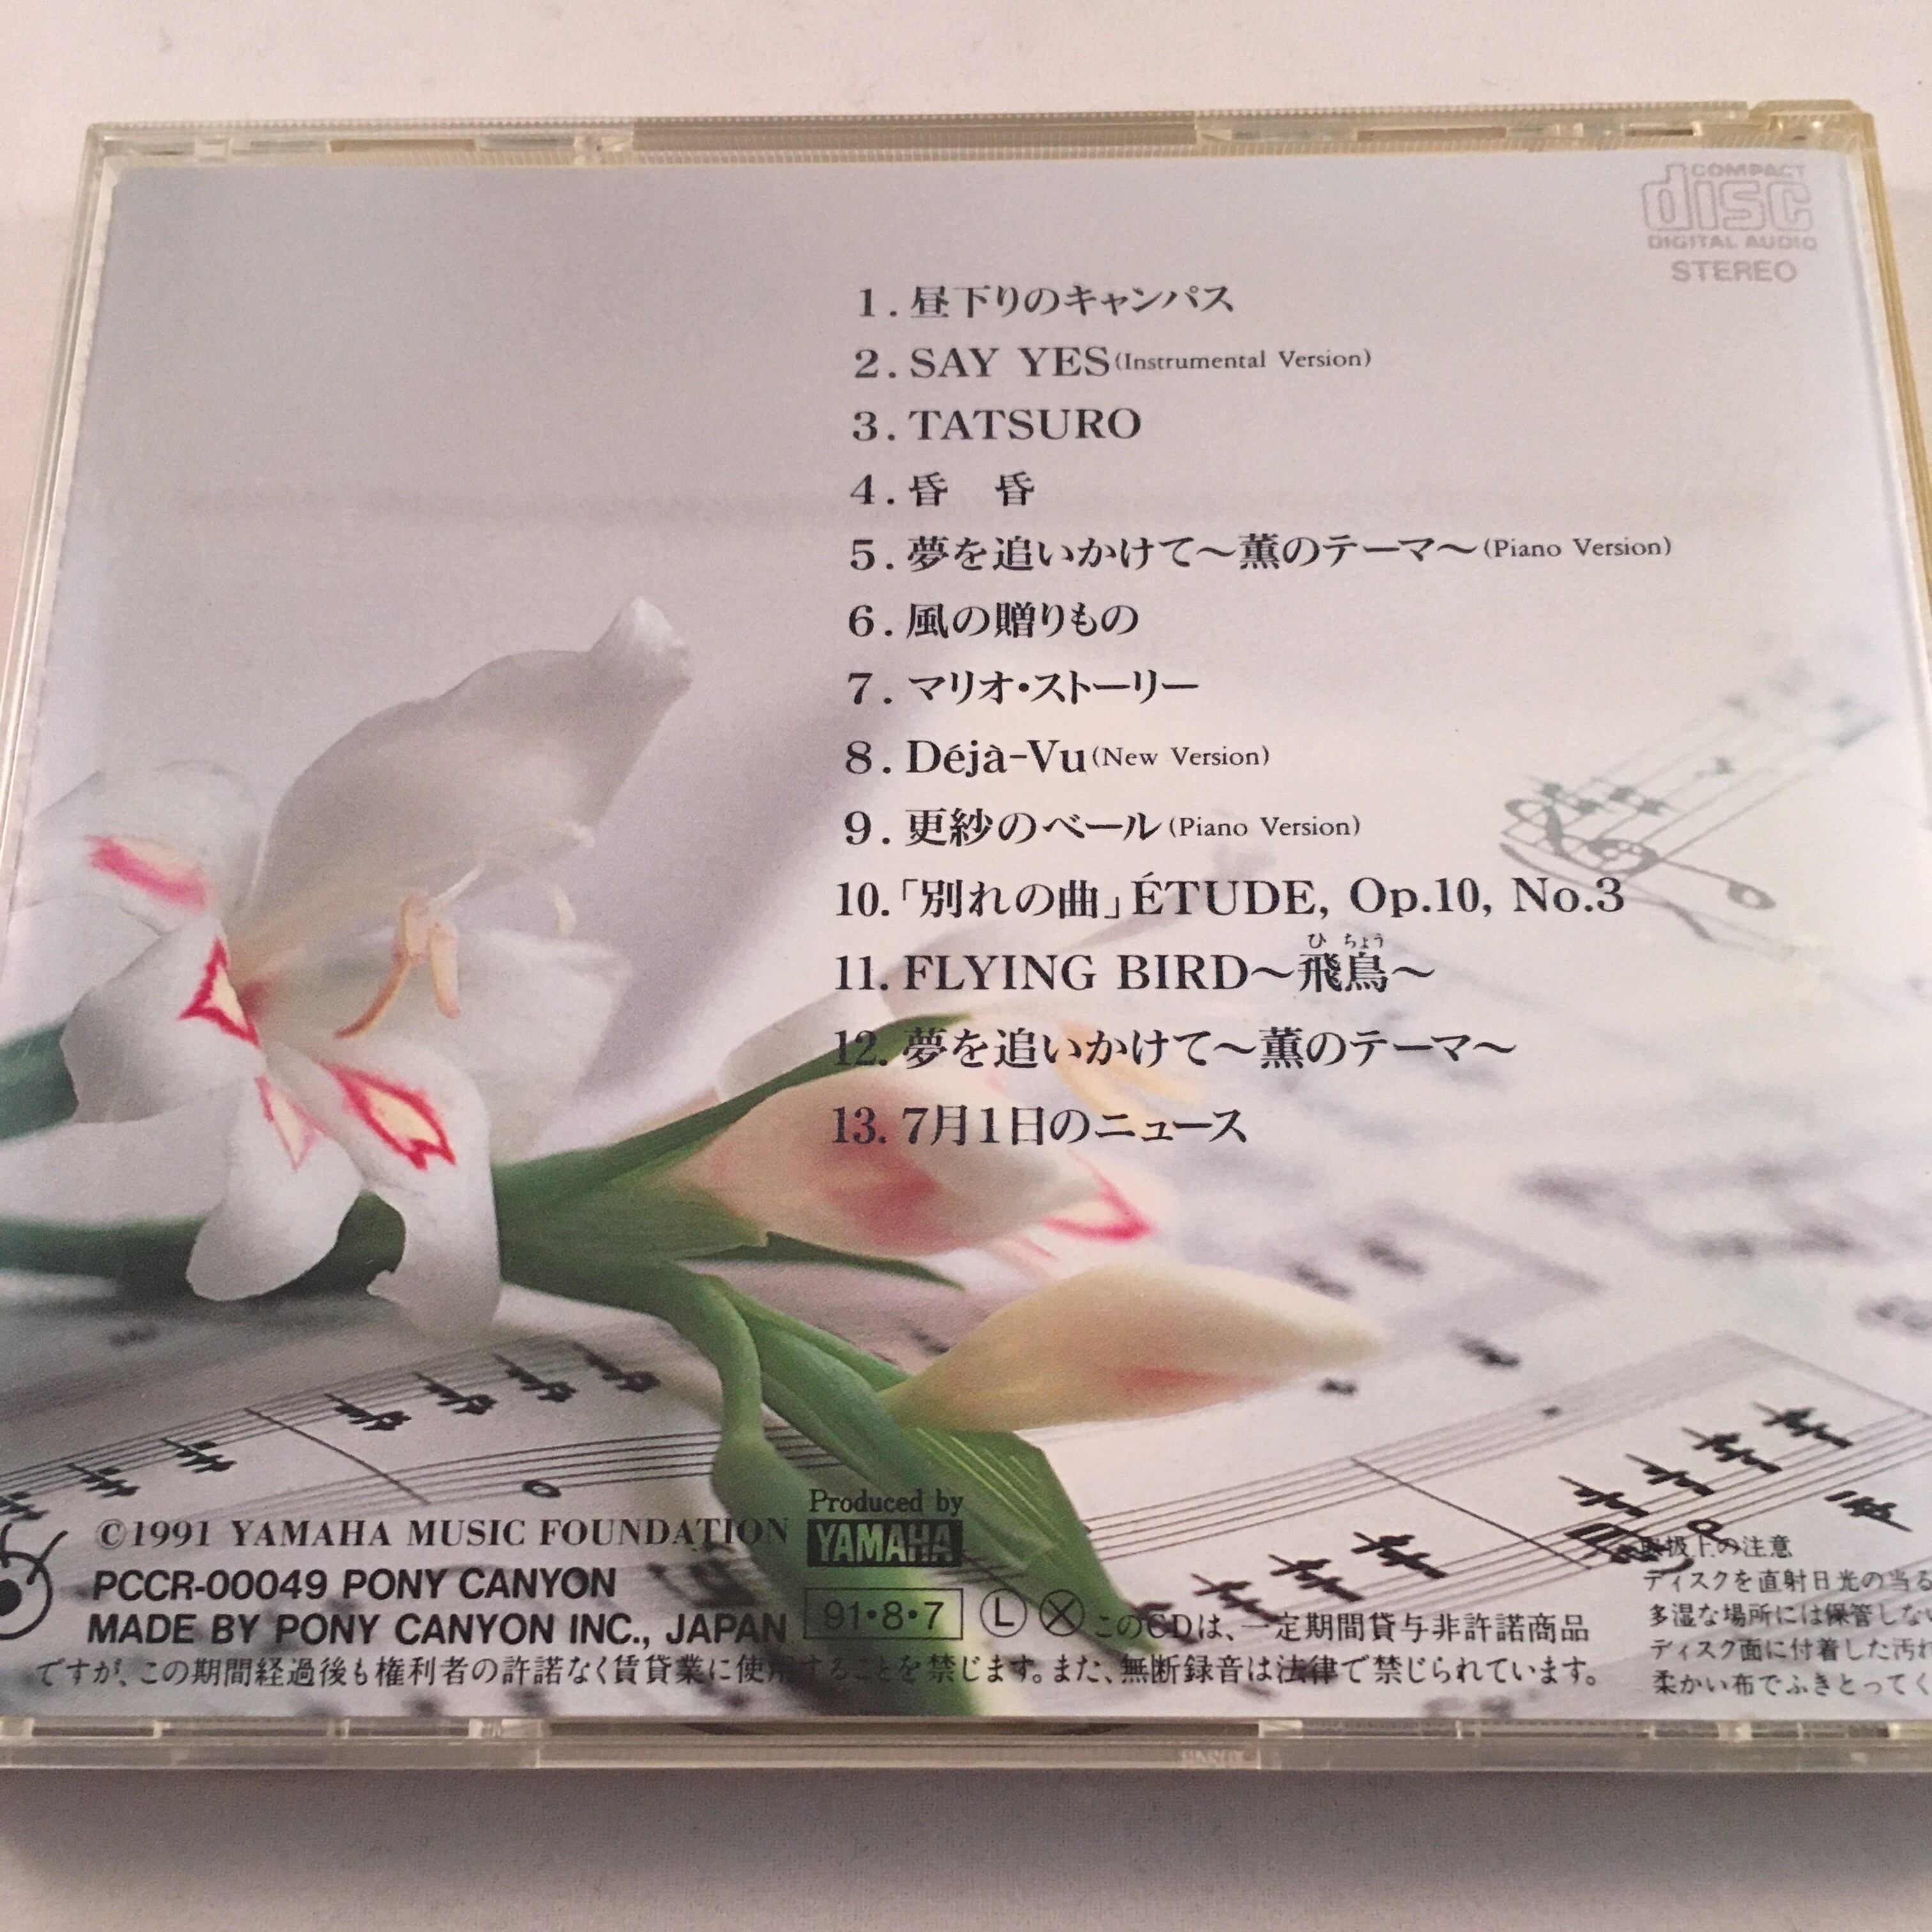 COMPACT
disc
DIGITAL AUDIO
STEREO
1. 昼下りのキャンパス
2. SAY YES(Instrumental Version)
3. TATSURO
4. 昏　昏
5. 夢を追いかけて〜薫のテーマ〜(Piano Version)
6. 風の贈りもの
7. マリオ・ストーリー
8. Déjà-Vu(New Version)
9. 更紗のベール(Piano Version)
10.「別れの曲」ÉTUDE, Op.10, No.3
ひ ちょう
11. FLYING BIRD〜飛鳥〜
12. 夢を追いかけて〜薫のテーマ〜
13. 7月1日のニュース
Produced by
©1991 YAMAHA MUSIC FOUNDATION YAMAHA
PCCR-00049 PONY CANYON
MADE BY PONY CANYON INC., JAPAN 91・8・7 Ⓛ Ⓧ このCDは、一定期間貸与非許諾商品
ですが、この期間経過後も権利者の許諾なく賃貸業に使用することを禁じます。また、無断録音は法律で禁じられています。
取扱上の注意
ディスクを直射日光の当る
多湿な場所には保管しな
ディスク面に付着した汚れ
柔かい布でふきとってく